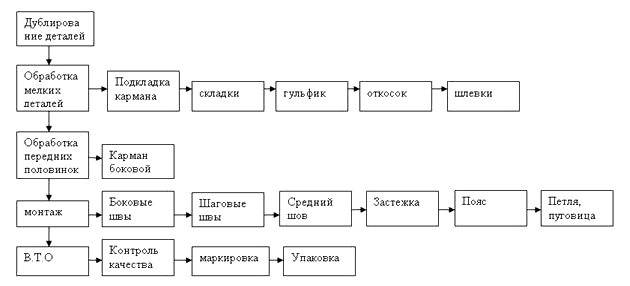 Дублирова
ние деталей
Обработка
мелких
деталей
Подкладка
кармана
складки
гульфик
откосок
шлевки
Обработка
передних
половинок
Карман
боковой
монтаж
Боковые
швы
Шаговые
швы
Средний
шов
Застежка
Пояс
Петля,
пуговица
В.Т.О
Контроль
качества
маркировка
Упаковка